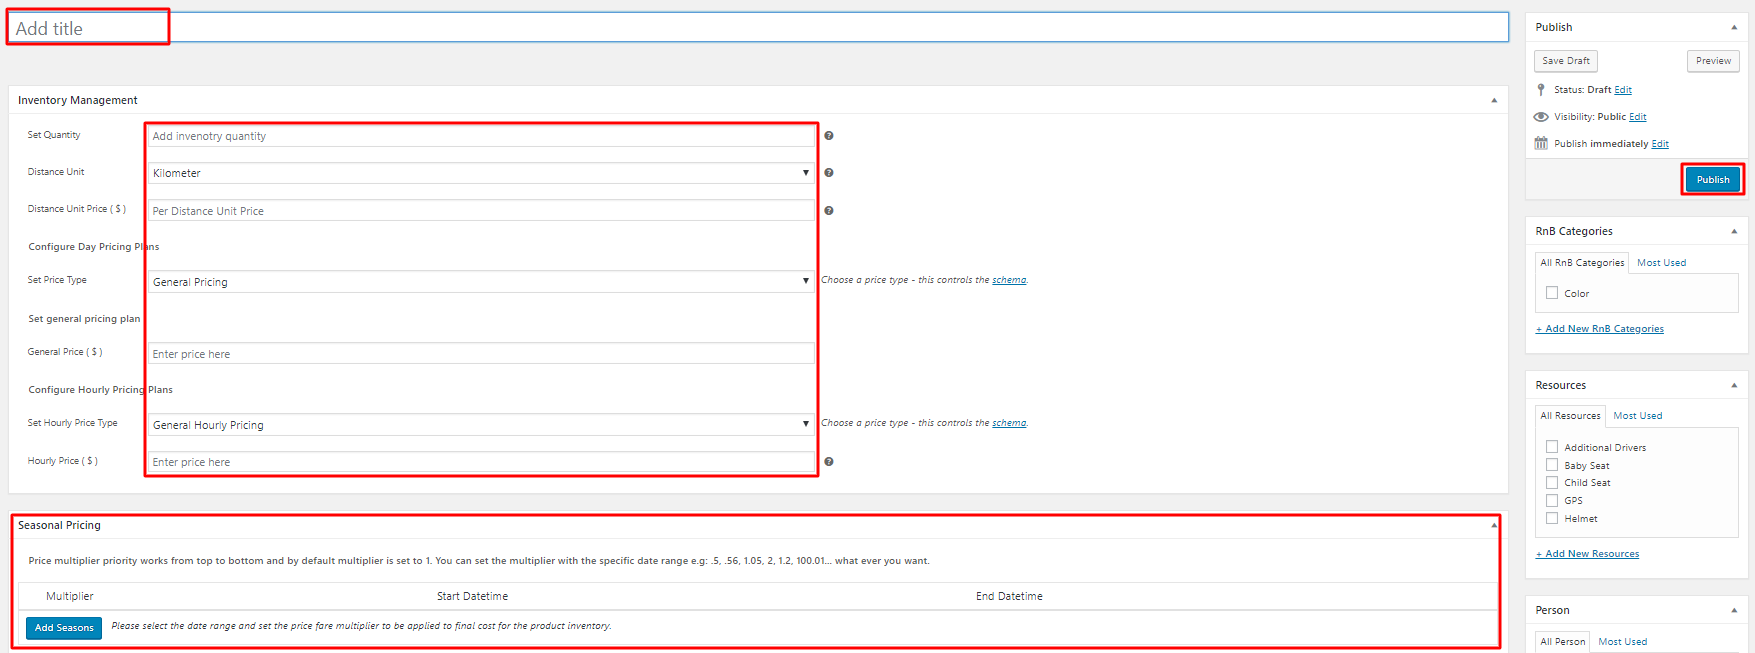 Add title
Inventory Management
Set Quantity
Add invenotry quantity
Distance Unit
Kilometer
Distance Unit Price ( $ )
Per Distance Unit Price
Configure Day Pricing Plans
Set Price Type
General Pricing
Choose a price type - this controls the schema.
Set general pricing plan
General Price ( $ )
Enter price here
Configure Hourly Pricing Plans
Set Hourly Price Type
General Hourly Pricing
Choose a price type - this controls the schema.
Hourly Price ( $ )
Enter price here
Seasonal Pricing
Price multiplier priority works from top to bottom and by default multiplier is set to 1. You can set the multiplier with the specific date range e.g: .5, .56, 1.05, 2, 1.2, 100.01... what ever you want.
Multiplier Start Datetime End Datetime
Add Seasons Please select the date range and set the price fare multiplier to be applied to final cost for the product inventory.
Publish
Save Draft Preview
Status: Draft Edit
Visibility: Public Edit
Publish immediately Edit
Publish
RnB Categories
All RnB Categories Most Used
Color
+ Add New RnB Categories
Resources
All Resources Most Used
Additional Drivers
Baby Seat
Child Seat
GPS
Helmet
+ Add New Resources
Person
All Person Most Used